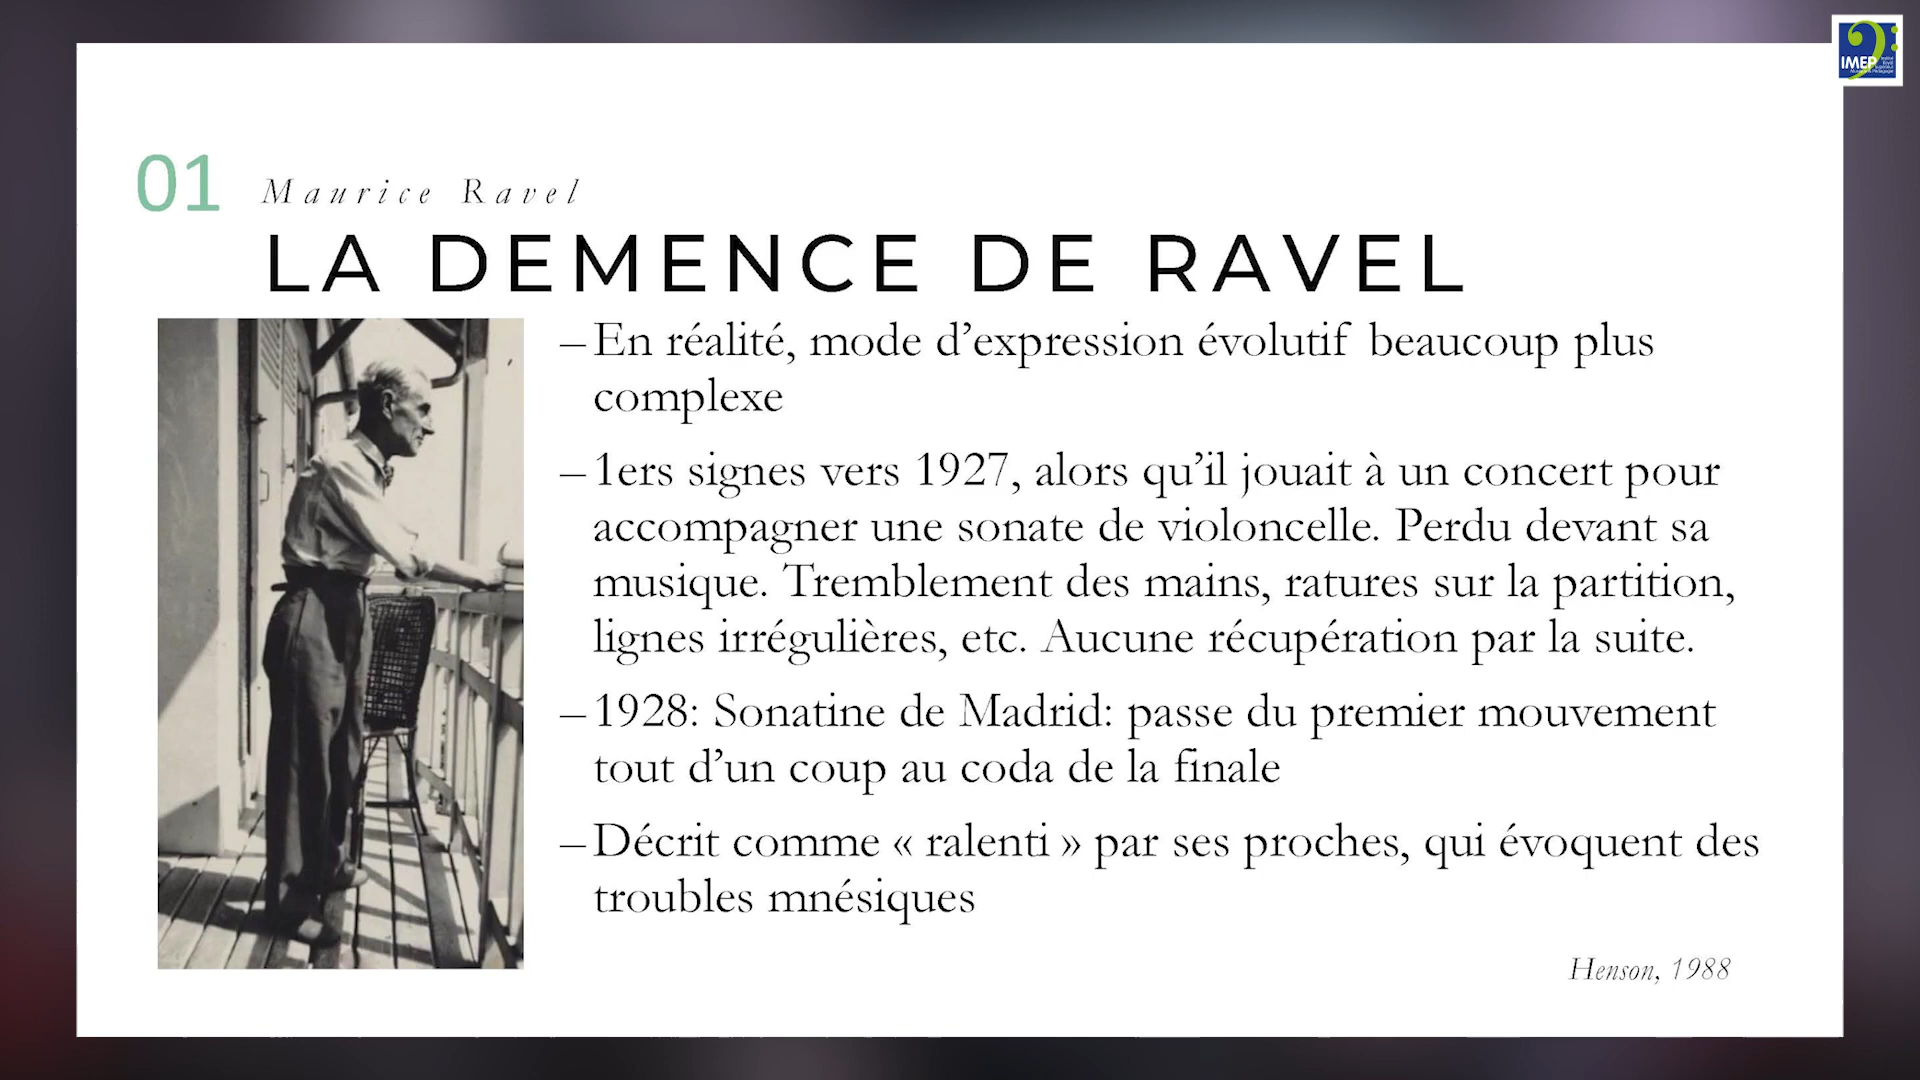 IMEP
01 Maurice Ravel
LA DEMENCE DE RAVEL
– En réalité, mode d’expression évolutif beaucoup plus
complexe
– 1ers signes vers 1927, alors qu’il jouait à un concert pour
accompagner une sonate de violoncelle. Perdu devant sa
musique. Tremblement des mains, ratures sur la partition,
lignes irrégulières, etc. Aucune récupération par la suite.
– 1928: Sonatine de Madrid: passe du premier mouvement
tout d’un coup au coda de la finale
– Décrit comme « ralenti » par ses proches, qui évoquent des
troubles mnésiques
Henson, 1988